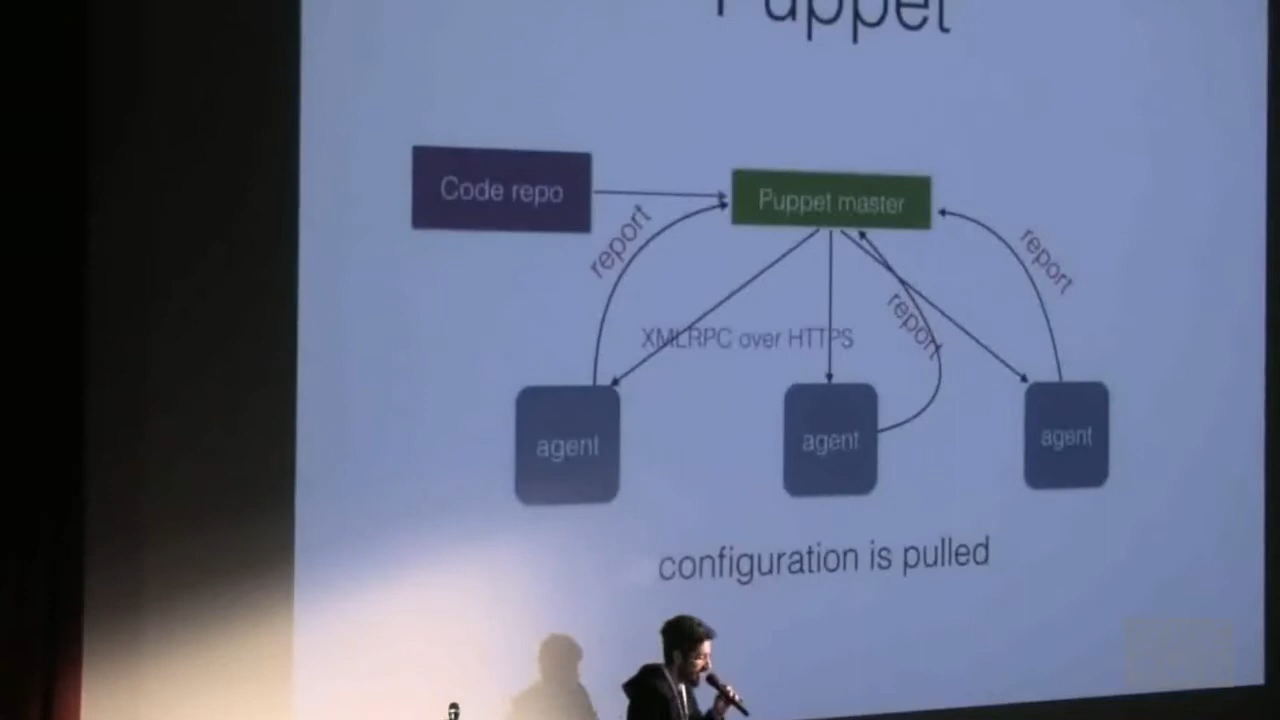 Puppet
Code repo
Puppet master
report
report
report
XMLRPC over HTTPS
agent
agent
agent
configuration is pulled